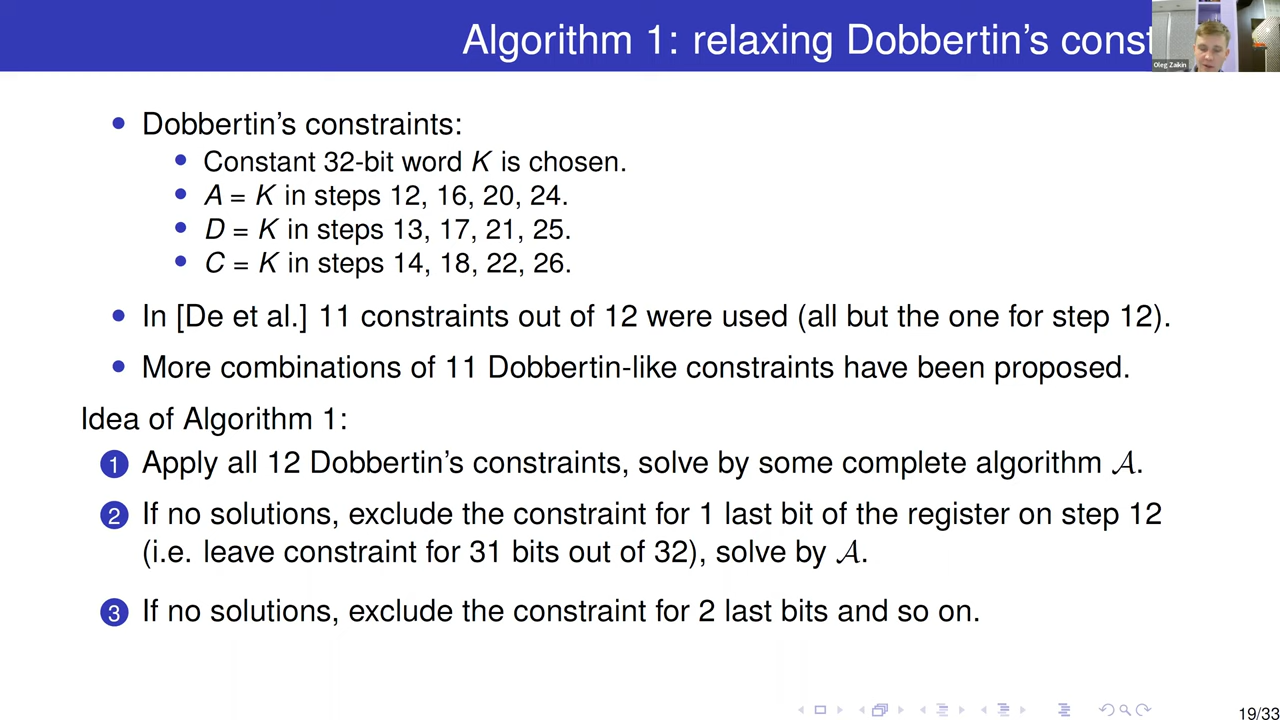 Algorithm 1: relaxing Dobbertin's const
Oleg Zaikin
• Dobbertin's constraints:
• Constant 32-bit word K is chosen.
• A = K in steps 12, 16, 20, 24.
• D = K in steps 13, 17, 21, 25.
• C = K in steps 14, 18, 22, 26.
• In [De et al.] 11 constraints out of 12 were used (all but the one for step 12).
• More combinations of 11 Dobbertin-like constraints have been proposed.
Idea of Algorithm 1:
1 Apply all 12 Dobbertin's constraints, solve by some complete algorithm 𝒜.
2 If no solutions, exclude the constraint for 1 last bit of the register on step 12
(i.e. leave constraint for 31 bits out of 32), solve by 𝒜.
3 If no solutions, exclude the constraint for 2 last bits and so on.
19/33